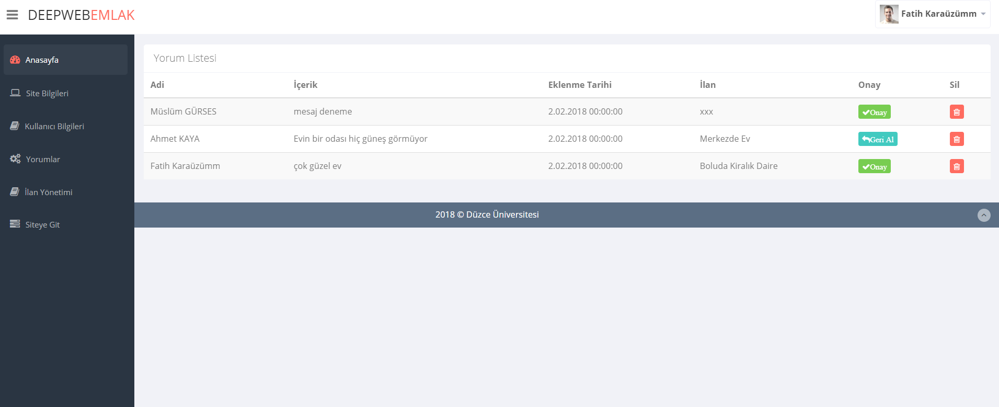 DEEPWEBEMLAK
Fatih Karaüzümm
Anasayfa
Site Bilgileri
Kullanıcı Bilgileri
Yorumlar
İlan Yönetimi
Siteye Git
Yorum Listesi
Adi İçerik Eklenme Tarihi İlan Onay Sil
Müslüm GÜRSES mesaj deneme 2.02.2018 00:00:00 xxx Onay
Ahmet KAYA Evin bir odası hiç güneş görmüyor 2.02.2018 00:00:00 Merkezde Ev Geri Al
Fatih Karaüzümm çok güzel ev 2.02.2018 00:00:00 Boluda Kiralık Daire Onay
2018 © Düzce Üniversitesi